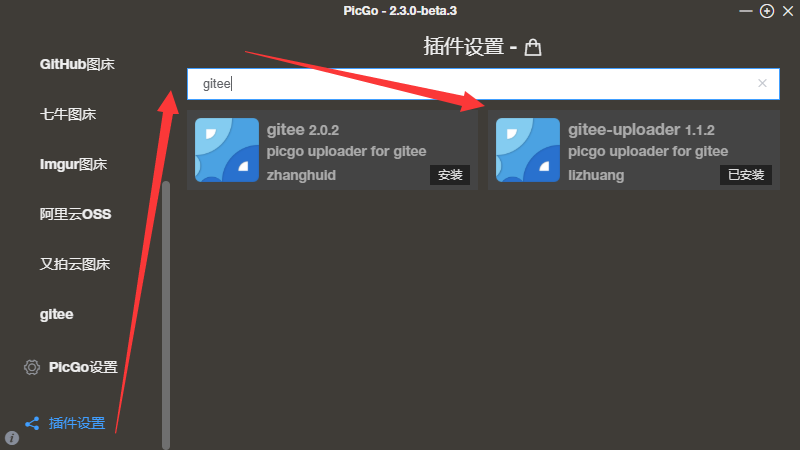 PicGo - 2.3.0-beta.3
GitHub图床
七牛图床
Imgur图床
阿里云OSS
又拍云图床
gitee
PicGo设置
插件设置
插件设置 -
gitee
gitee 2.0.2
picgo uploader for gitee
zhanghuid
安装
gitee-uploader 1.1.2
picgo uploader for gitee
lizhuang
已安装